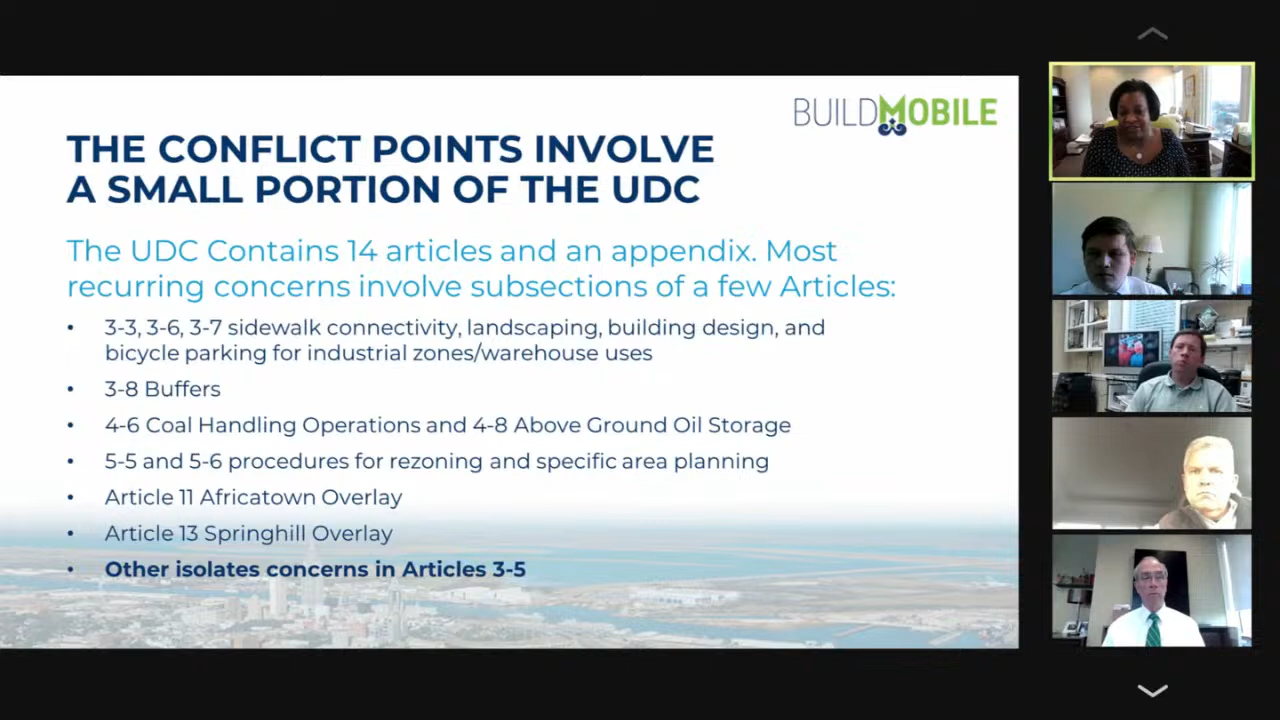 BUILDMOBILE
THE CONFLICT POINTS INVOLVE
A SMALL PORTION OF THE UDC
The UDC Contains 14 articles and an appendix. Most
recurring concerns involve subsections of a few Articles:
• 3-3, 3-6, 3-7 sidewalk connectivity, landscaping, building design, and
bicycle parking for industrial zones/warehouse uses
• 3-8 Buffers
• 4-6 Coal Handling Operations and 4-8 Above Ground Oil Storage
• 5-5 and 5-6 procedures for rezoning and specific area planning
• Article 11 Africatown Overlay
• Article 13 Springhill Overlay
• Other isolates concerns in Articles 3-5